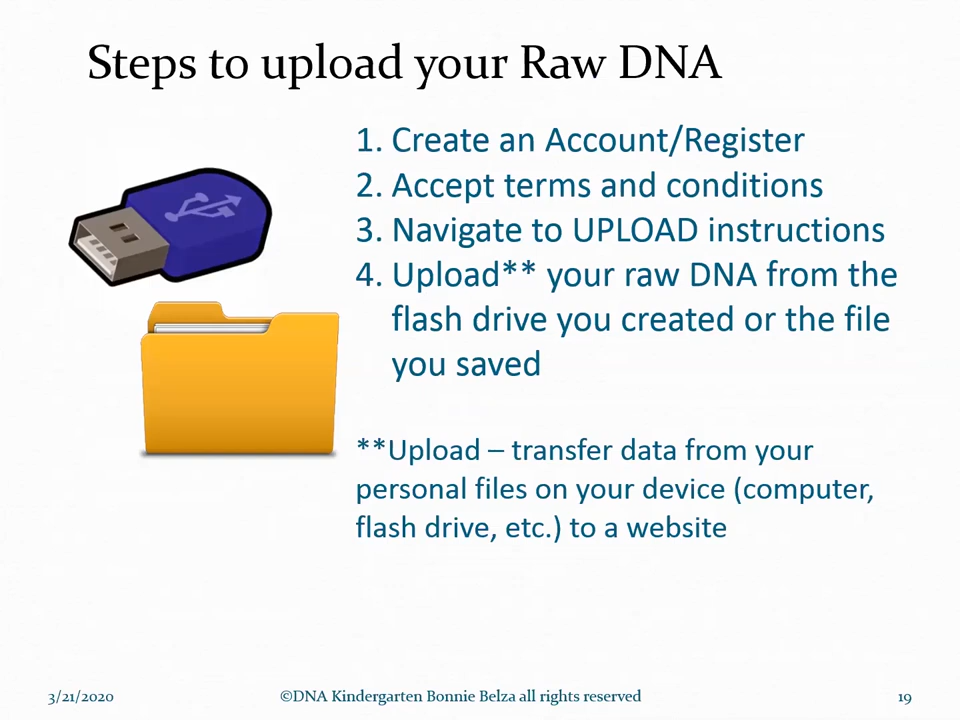 Steps to upload your Raw DNA
1. Create an Account/Register
2. Accept terms and conditions
3. Navigate to UPLOAD instructions
4. Upload** your raw DNA from the
flash drive you created or the file
you saved
**Upload – transfer data from your
personal files on your device (computer,
flash drive, etc.) to a website
3/21/2020
©DNA Kindergarten Bonnie Belza all rights reserved
19